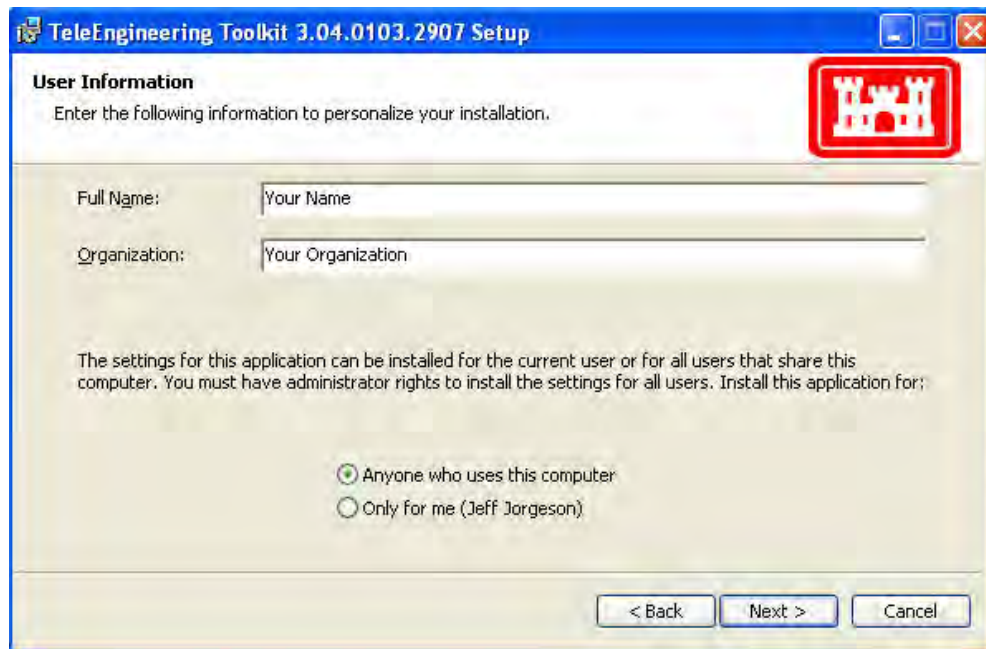 TeleEngineering Toolkit 3.04.0103.2907 Setup
User Information
Enter the following information to personalize your installation.
Full Name:
Your Name
Organization:
Your Organization
The settings for this application can be installed for the current user or for all users that share this
computer. You must have administrator rights to install the settings for all users. Install this application for:
Anyone who uses this computer
Only for me (Jeff Jorgeson)
< Back
Next >
Cancel